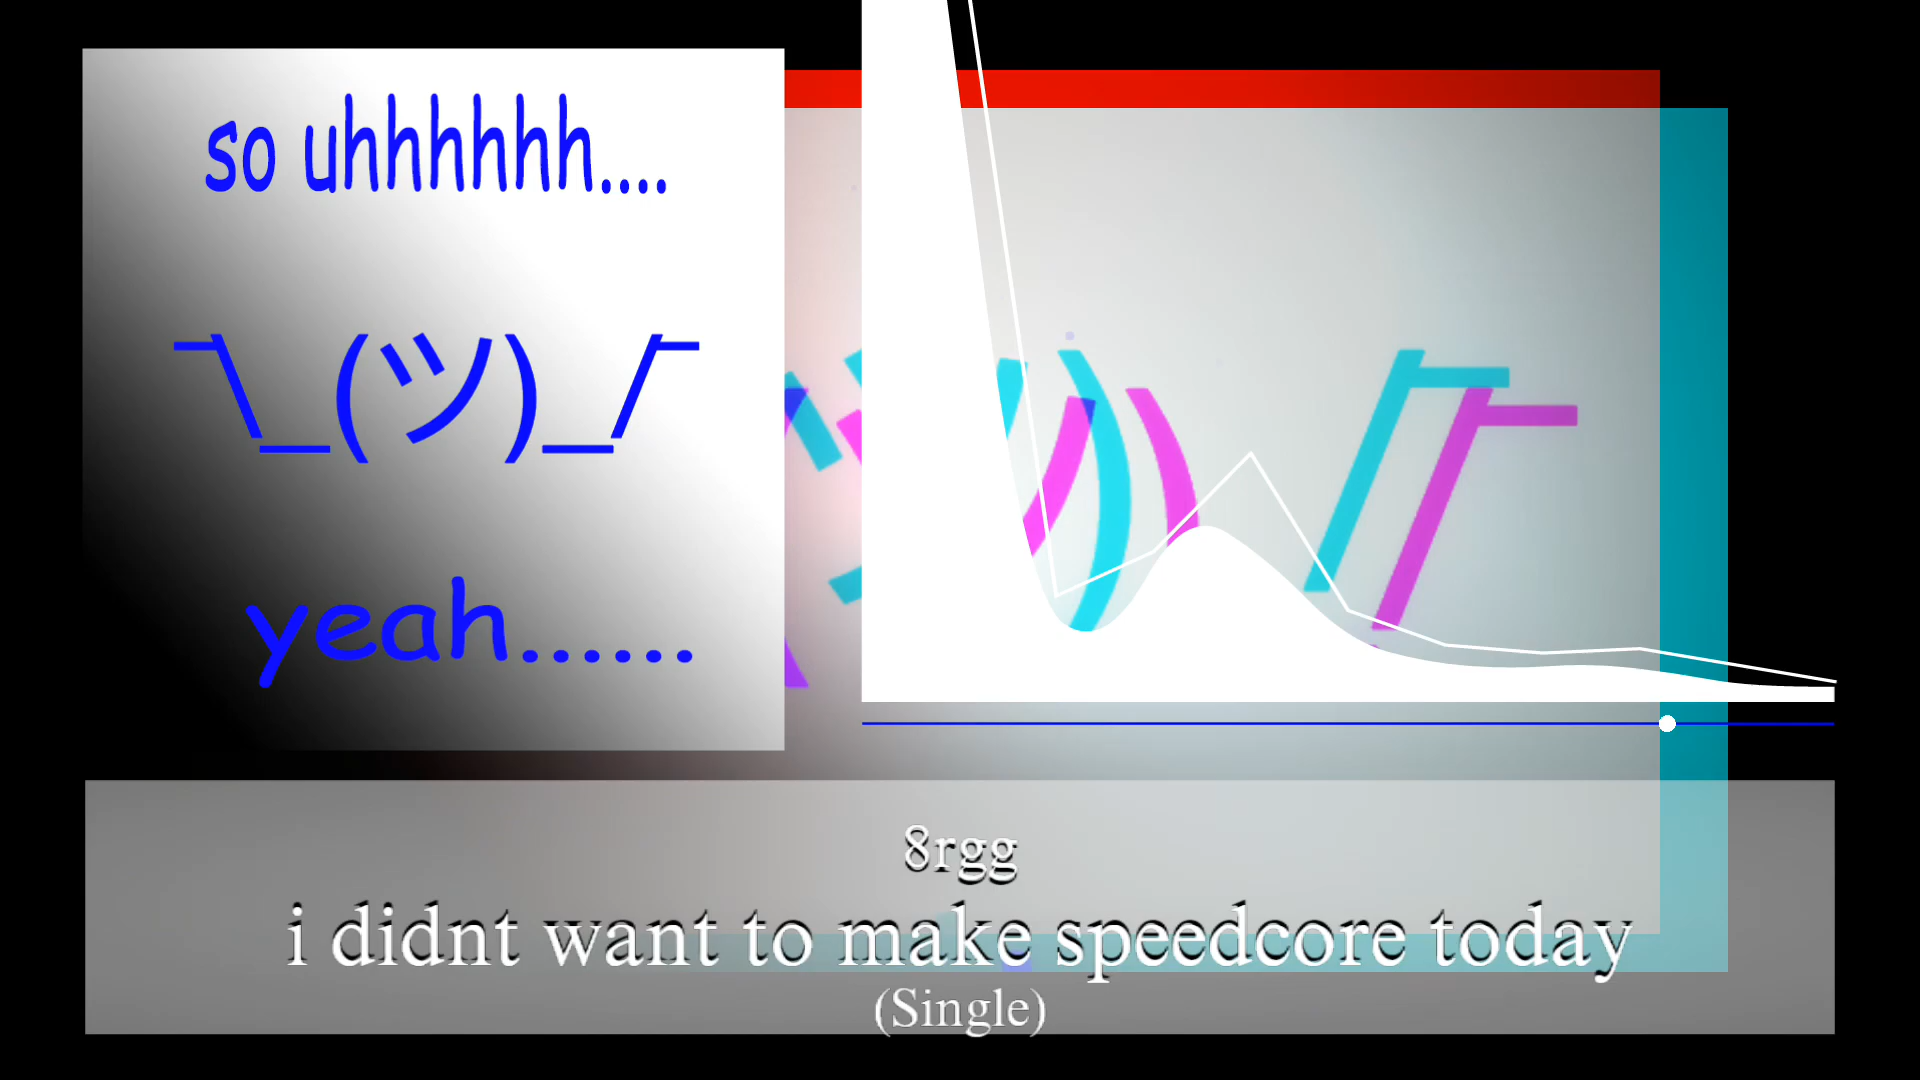 so uhhhhhh....
¯\_(ツ)_/¯
yeah......
8rgg
i didnt want to make speedcore today
(Single)